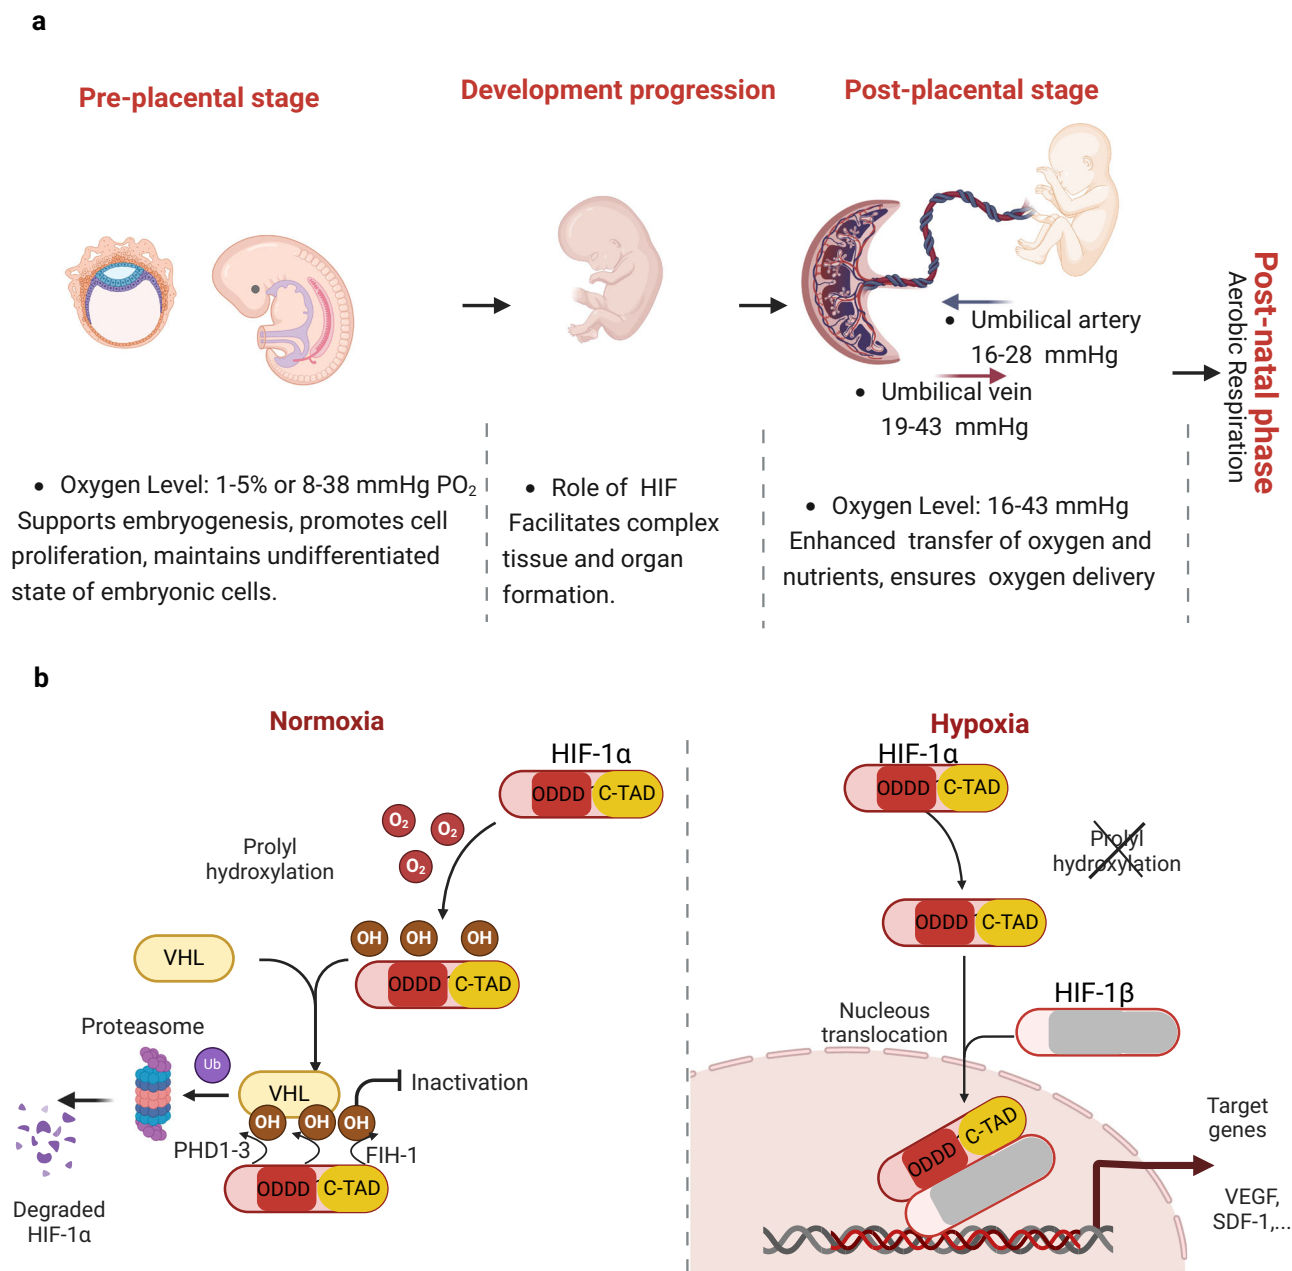 a
Pre-placental stage
Development progression
Post-placental stage
Umbilical artery
16-28 mmHg
Umbilical vein
19-43 mmHg
Post-natal phase
Aerobic Respiration
• Oxygen Level: 1-5% or 8-38 mmHg PO₂
Supports embryogenesis, promotes cell
proliferation, maintains undifferentiated
state of embryonic cells.
• Role of HIF
Facilitates complex
tissue and organ
formation.
• Oxygen Level: 16-43 mmHg
Enhanced transfer of oxygen and
nutrients, ensures oxygen delivery
b
Normoxia
HIF-1α
ODDD C-TAD
O₂
O₂
O₂
Prolyl
hydroxylation
OH OH OH
VHL
ODDD C-TAD
Proteasome
Ub
VHL
Inactivation
OH OH OH
PHD1-3
FIH-1
ODDD C-TAD
Degraded
HIF-1α
Hypoxia
HIF-1α
ODDD C-TAD
Prolyl
hydroxylation
ODDD C-TAD
Nucleous
translocation
HIF-1β
ODDD C-TAD
Target
genes
VEGF,
SDF-1,...